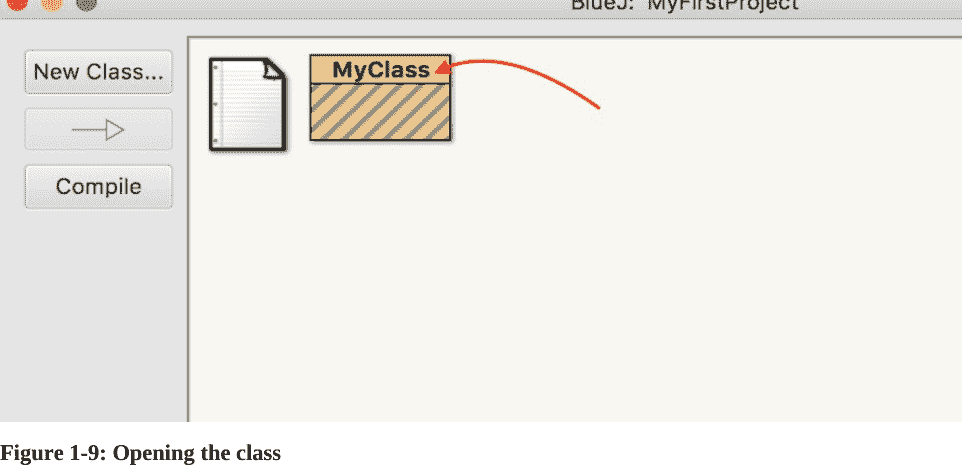 BlueJ: MyFirstProject
New Class...
MyClass
Compile
Figure 1-9: Opening the class